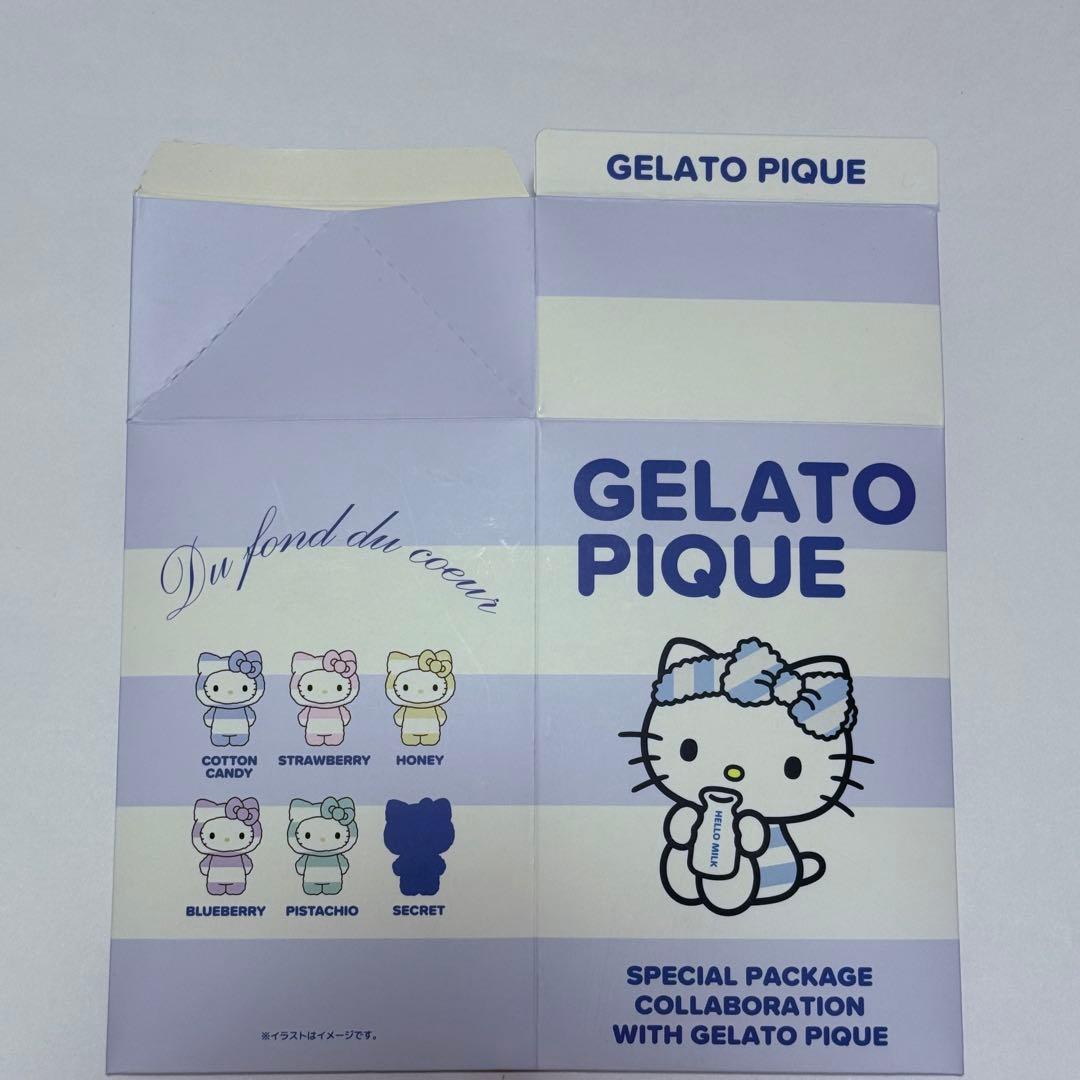 GELATO PIQUE
Du fond du coeur
COTTON
CANDY
STRAWBERRY
HONEY
BLUEBERRY
PISTACHIO
SECRET
※イラストはイメージです。
GELATO
PIQUE
HELLO MILK
SPECIAL PACKAGE
COLLABORATION
WITH GELATO PIQUE